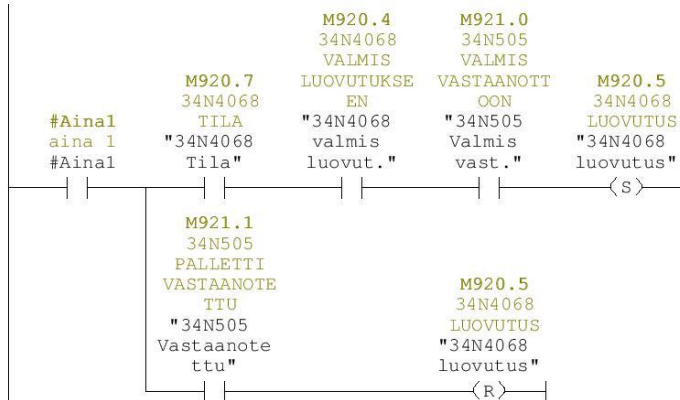 #Aina1
aina 1
#Aina1
M920.7
34N4068
TILA
"34N4068
Tila"
M920.4
34N4068
VALMIS
LUOVUTUKSE
EN
"34N4068
valmis
luovut."
M921.0
34N505
VALMIS
VASTAANOTT
OON
"34N505
Valmis
vast."
M920.5
34N4068
LUOVUTUS
"34N4068
luovutus"
S
M921.1
34N505
PALLETTI
VASTAANOTE
TTU
"34N505
Vastaanote
ttu"
M920.5
34N4068
LUOVUTUS
"34N4068
luovutus"
R